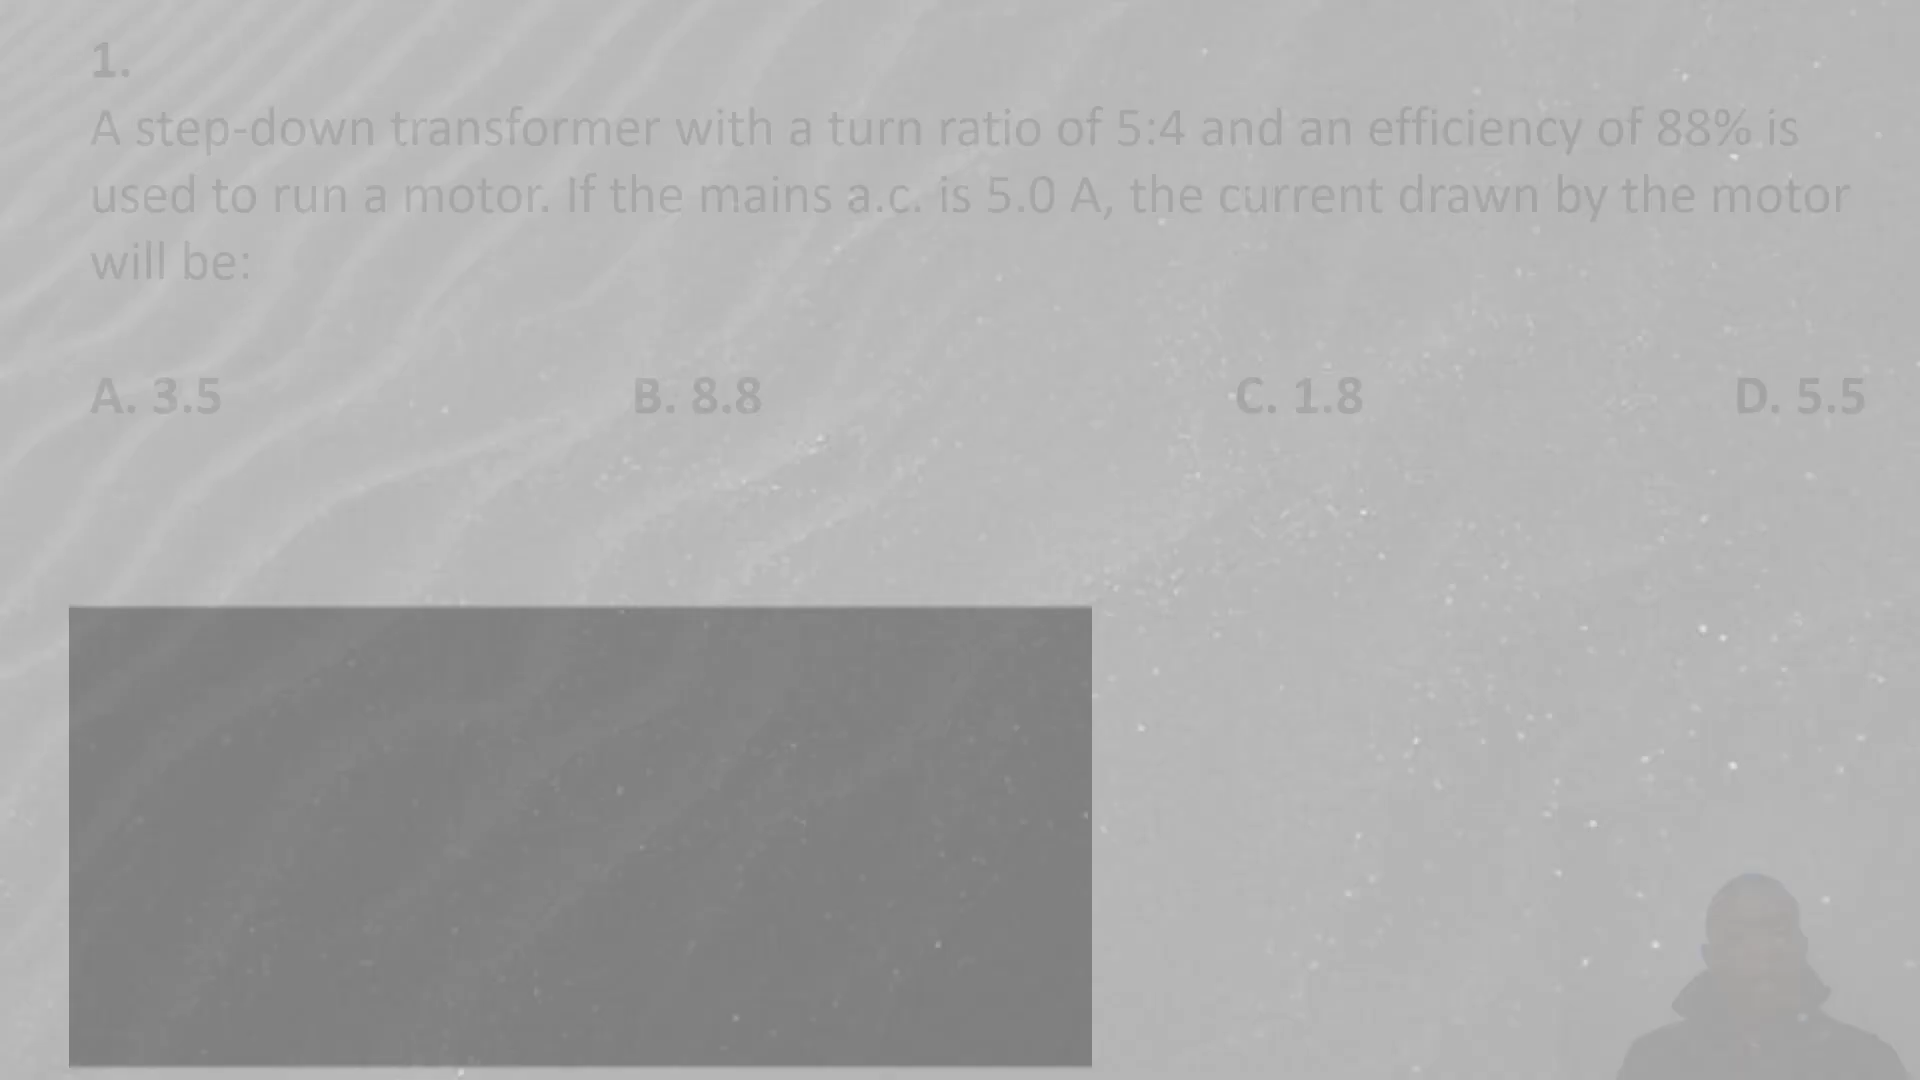 1.
A step-down transformer with a turn ratio of 5:4 and an efficiency of 88% is
used to run a motor. If the mains a.c. is 5.0 A, the current drawn by the motor
will be:
A. 3.5 B. 8.8 C. 1.8 D. 5.5